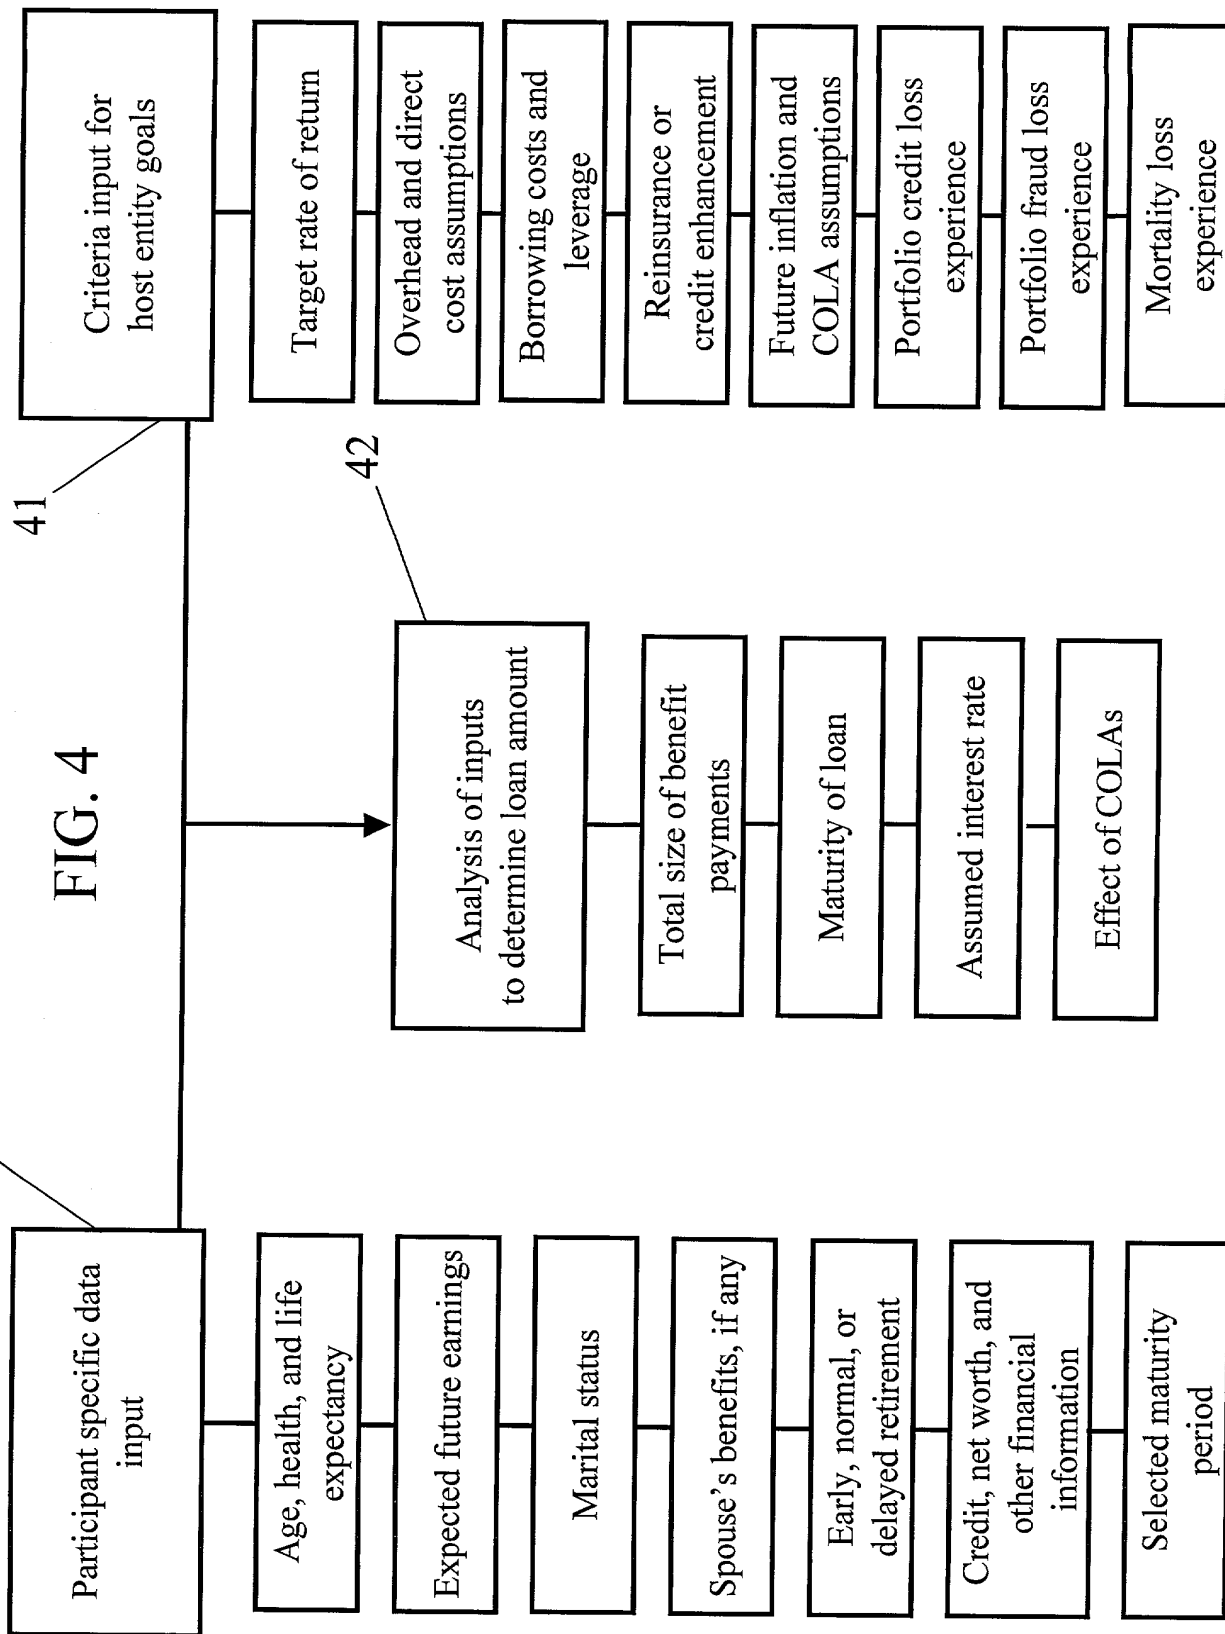 FIG. 4
Participant specific data
input
Age, health, and life
expectancy
Expected future earnings
Marital status
Spouse’s benefits, if any
Early, normal, or
delayed retirement
Credit, net worth, and
other financial
information
Selected maturity
period
42
Analysis of inputs
to determine loan amount
Total size of benefit
payments
Maturity of loan
Assumed interest rate
Effect of COLAs
41
Criteria input for
host entity goals
Target rate of return
Overhead and direct
cost assumptions
Borrowing costs and
leverage
Reinsurance or
credit enhancement
Future inflation and
COLA assumptions
Portfolio credit loss
experience
Portfolio fraud loss
experience
Mortality loss
experience